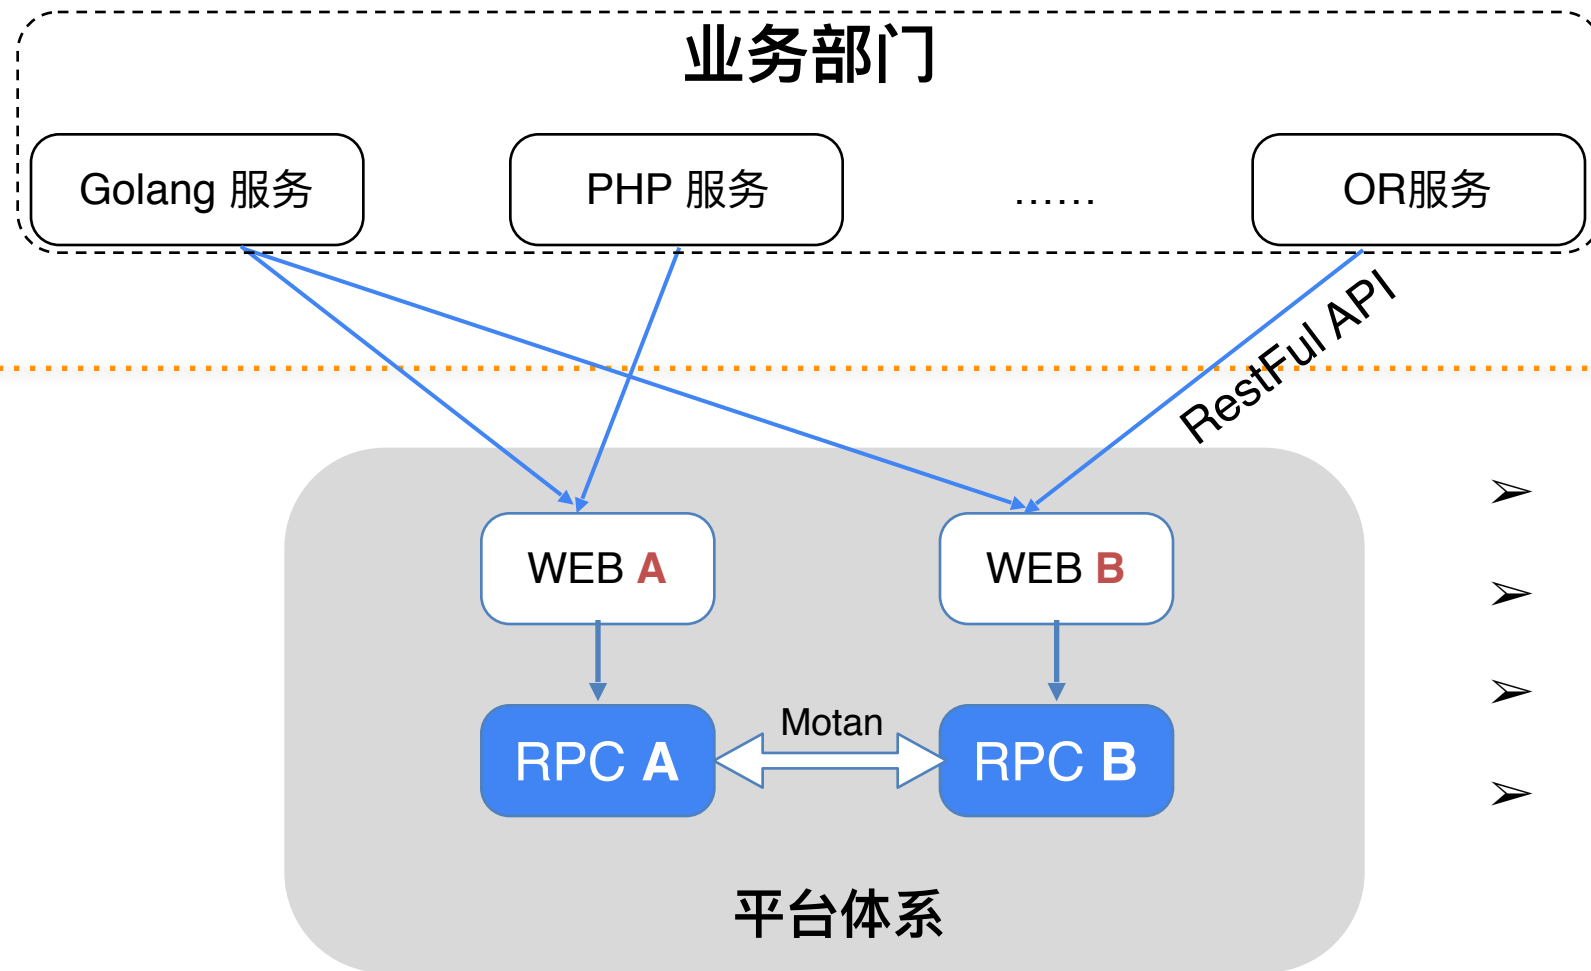 业务部门
Golang 服务
PHP 服务
......
OR服务
RestFul API
WEB A
WEB B
Motan
RPC A
RPC B
平台体系